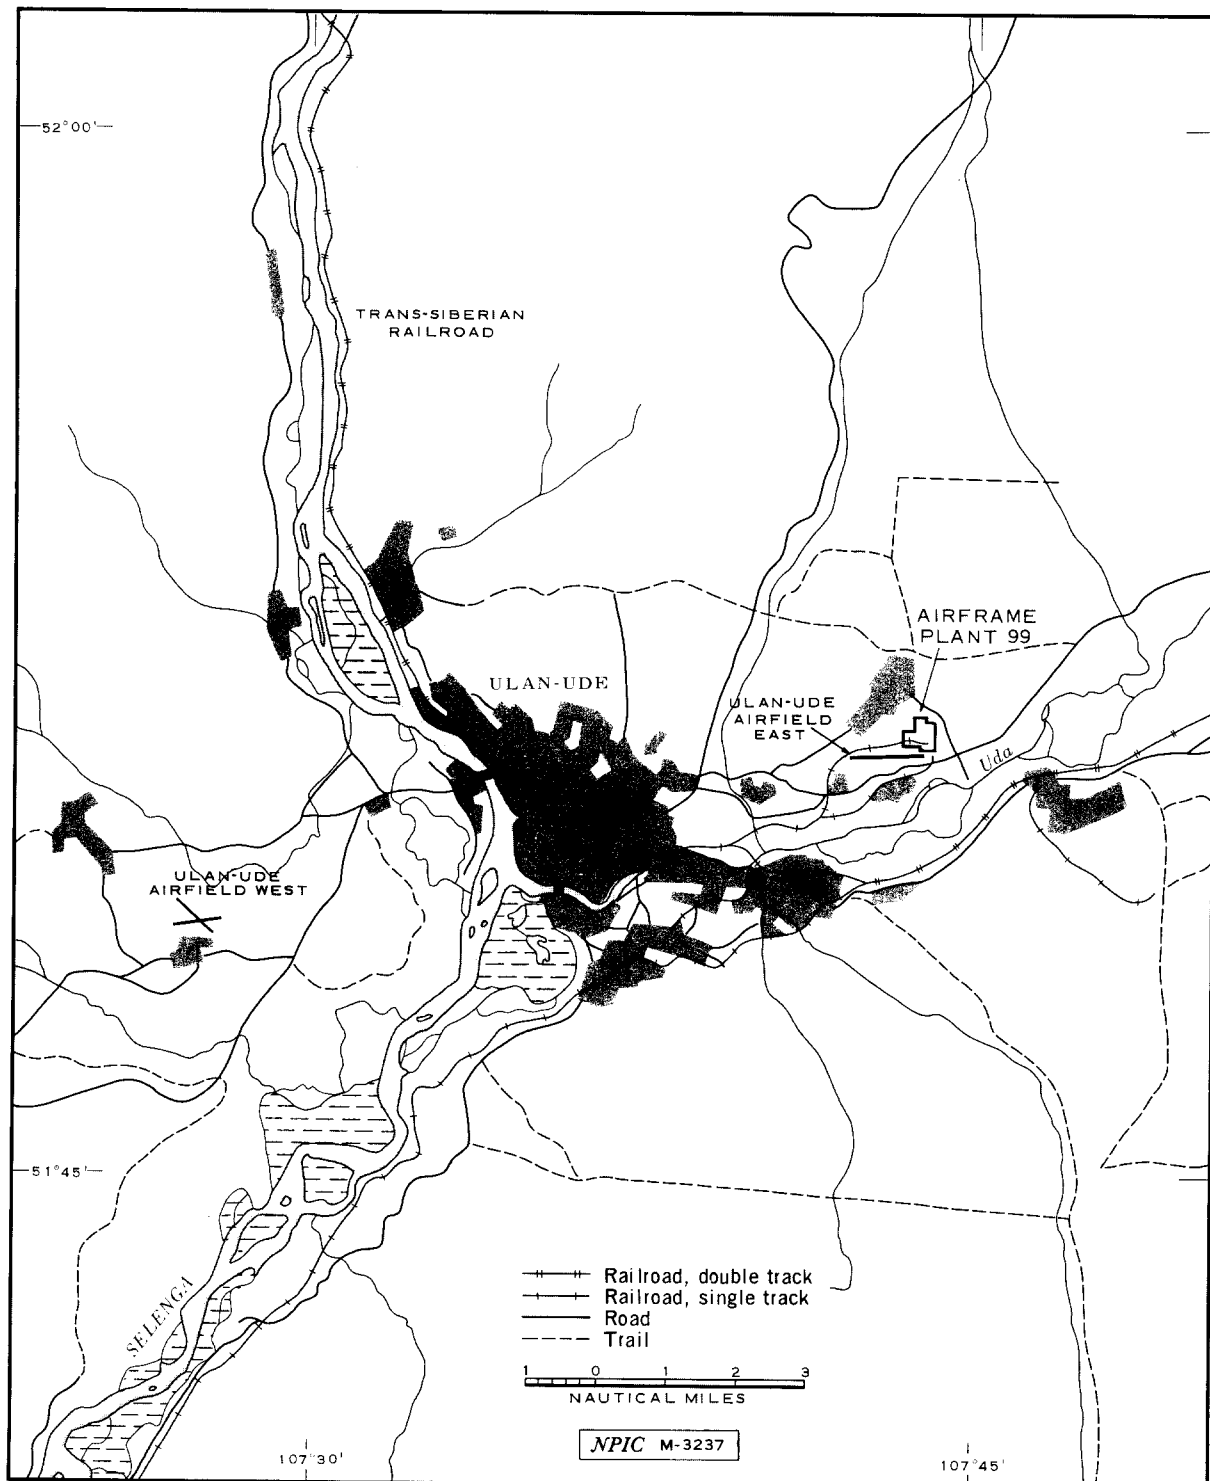 52°00'
TRANS-SIBERIAN
RAILROAD
AIRFRAME
PLANT 99
ULAN-UDE
ULAN-UDE
AIRFIELD
EAST
Uda
ULAN-UDE
AIRFIELD WEST
51°45'
SELENGA
Railroad, double track
Railroad, single track
Road
Trail
1 0 1 2 3
NAUTICAL MILES
NPIC M-3237
107°30'
107°45'